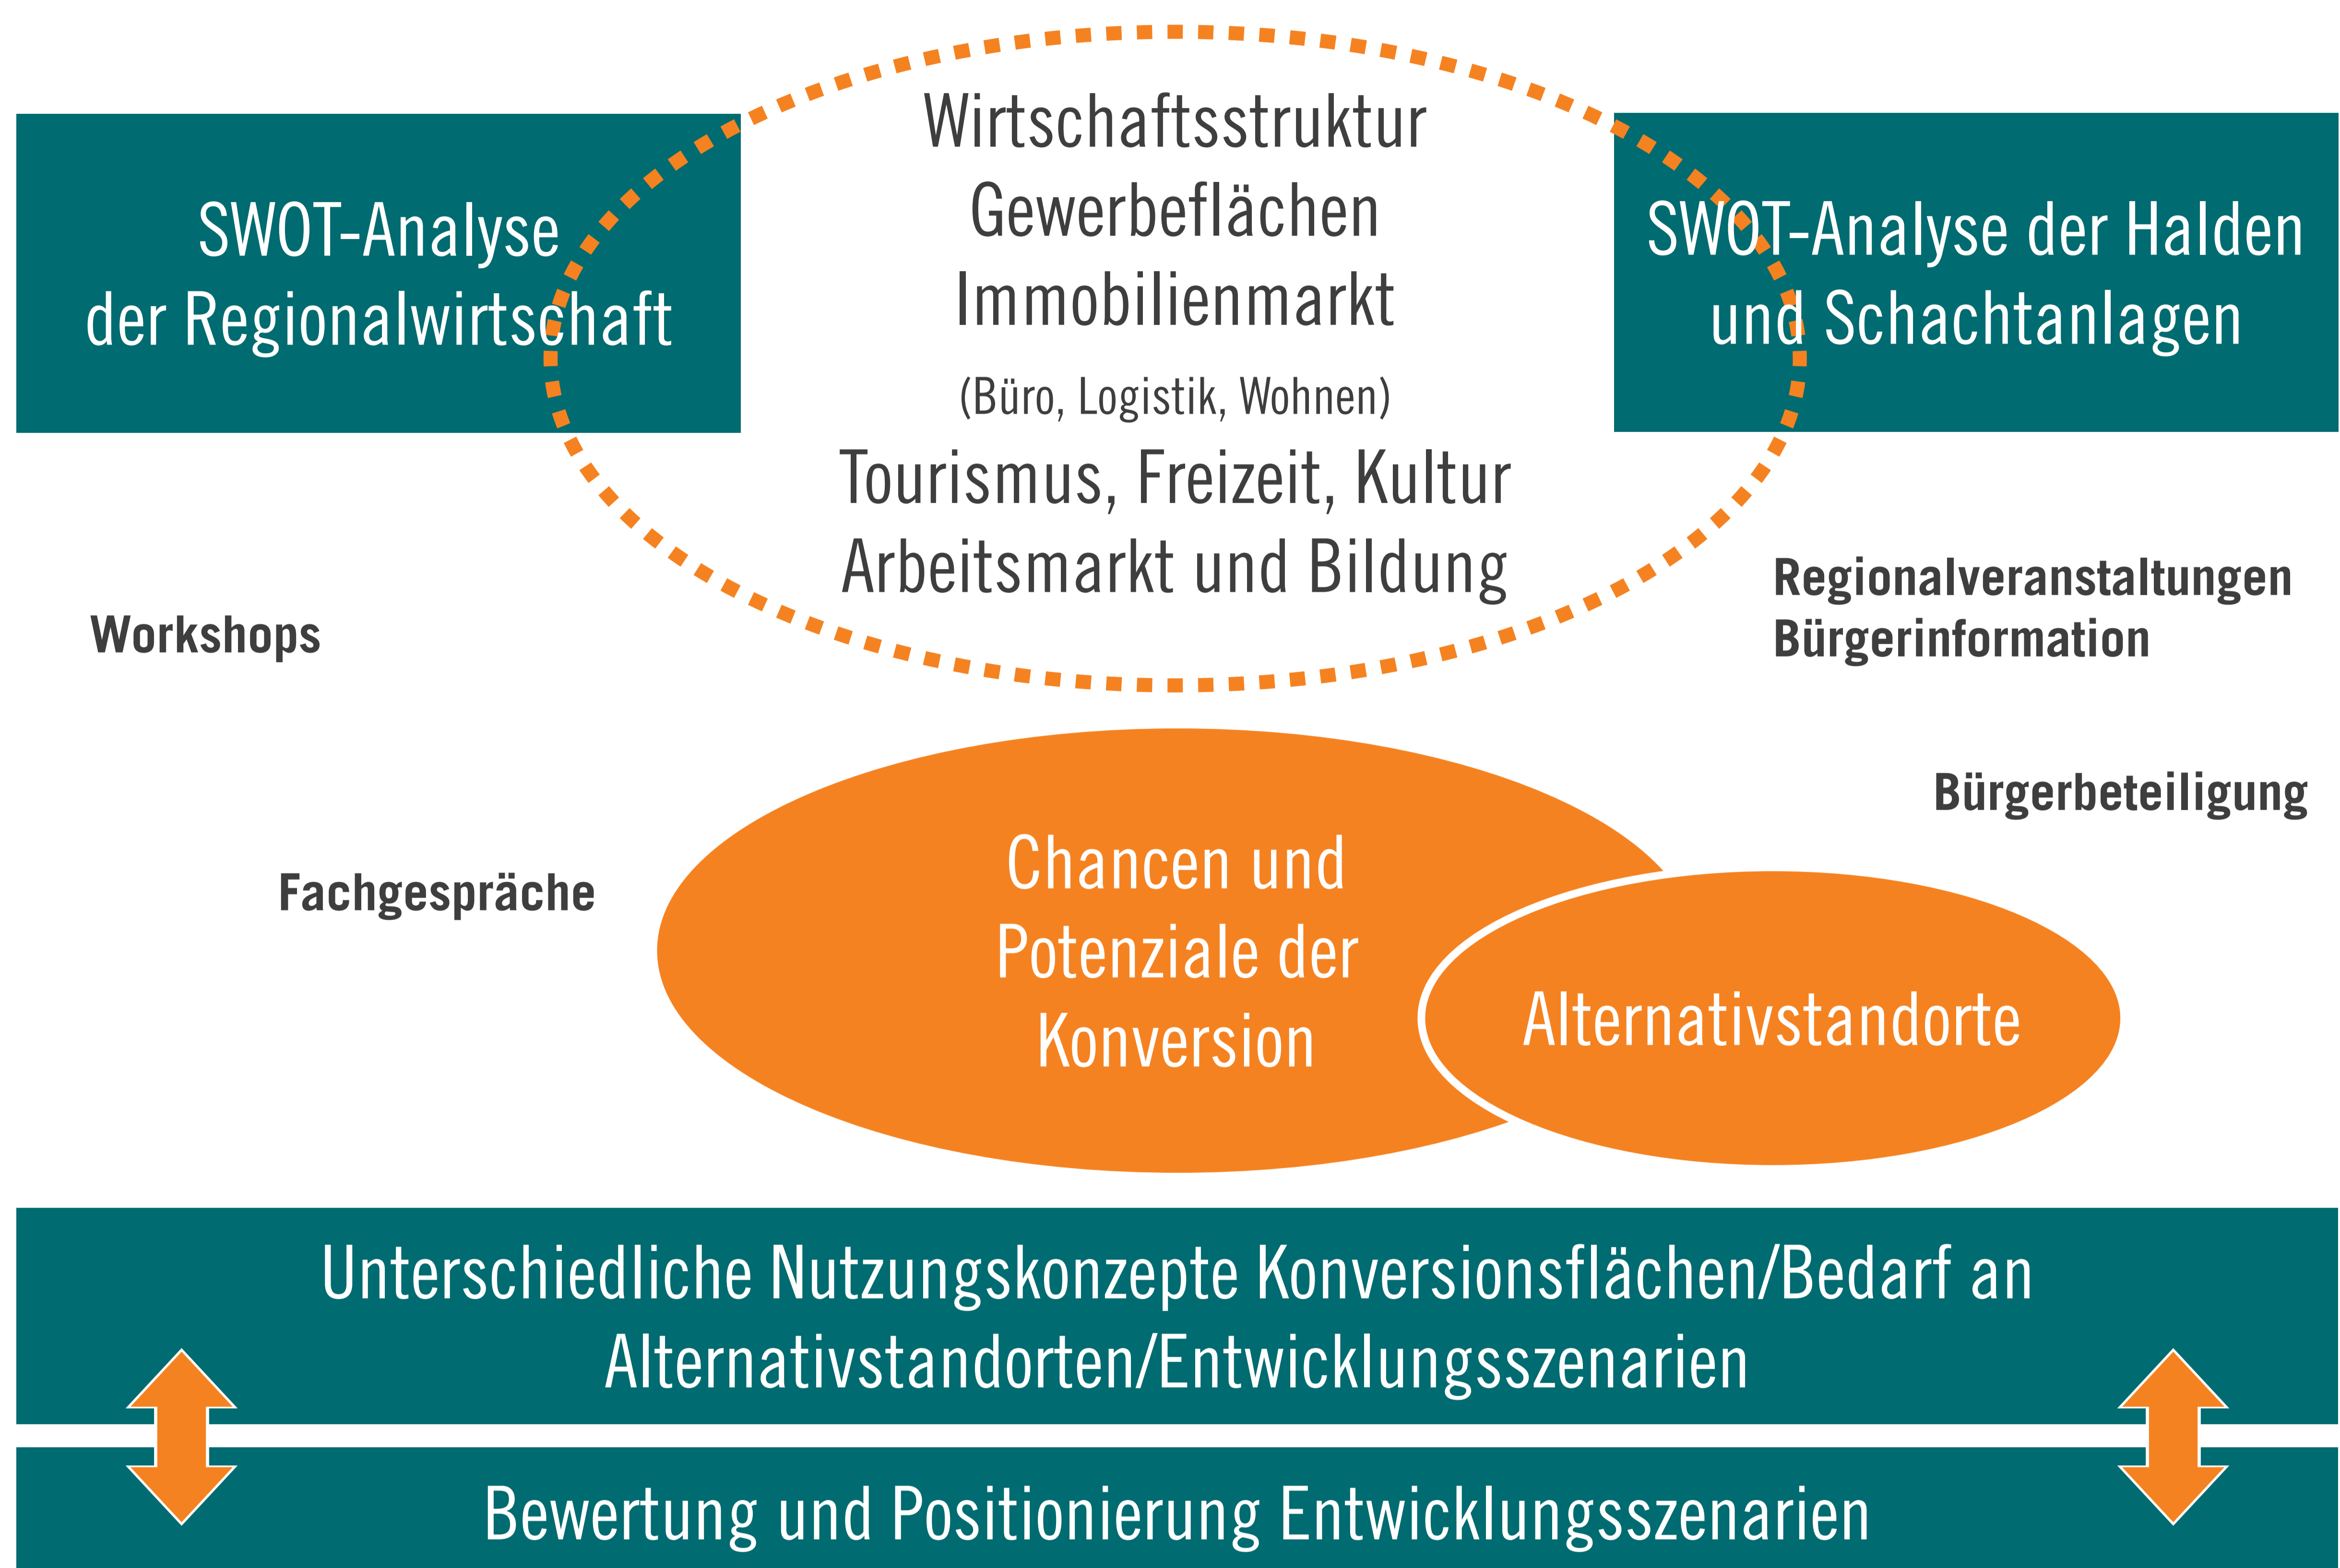 Wirtschaftsstruktur
Gewerbeflächen
Immobilienmarkt
(Büro, Logistik, Wohnen)
Tourismus, Freizeit, Kultur
Arbeitsmarkt und Bildung
SWOT-Analyse
der Regionalwirtschaft
SWOT-Analyse der Halden
und Schachtanlagen
Workshops
Regionalveranstaltungen
Bürgerinformation
Bürgerbeteiligung
Fachgespräche
Chancen und
Potenziale der
Konversion
Alternativstandorte
Unterschiedliche Nutzungskonzepte Konversionsflächen/Bedarf an
Alternativstandorten/Entwicklungsszenarien
Bewertung und Positionierung Entwicklungsszenarien